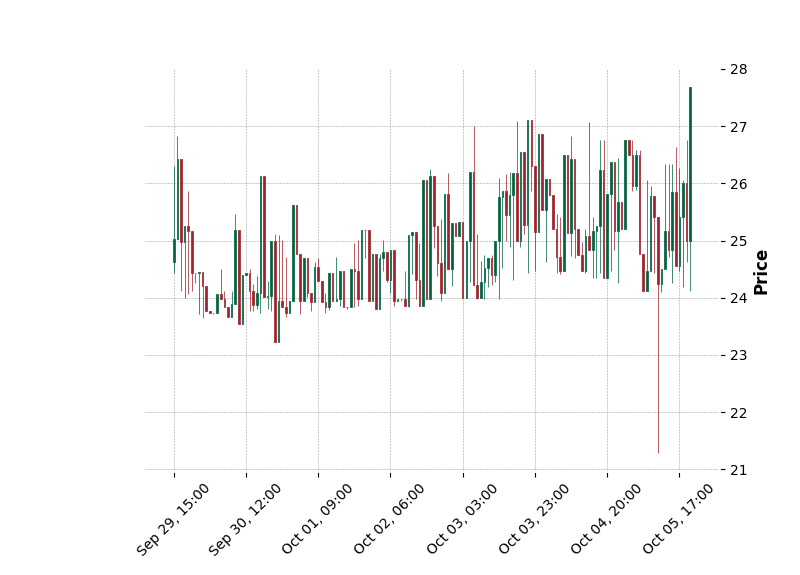 28
27
26
25
24
23
22
21
Price
Sep 29, 15:00
Sep 30, 12:00
Oct 01, 09:00
Oct 02, 06:00
Oct 03, 03:00
Oct 03, 23:00
Oct 04, 20:00
Oct 05, 17:00